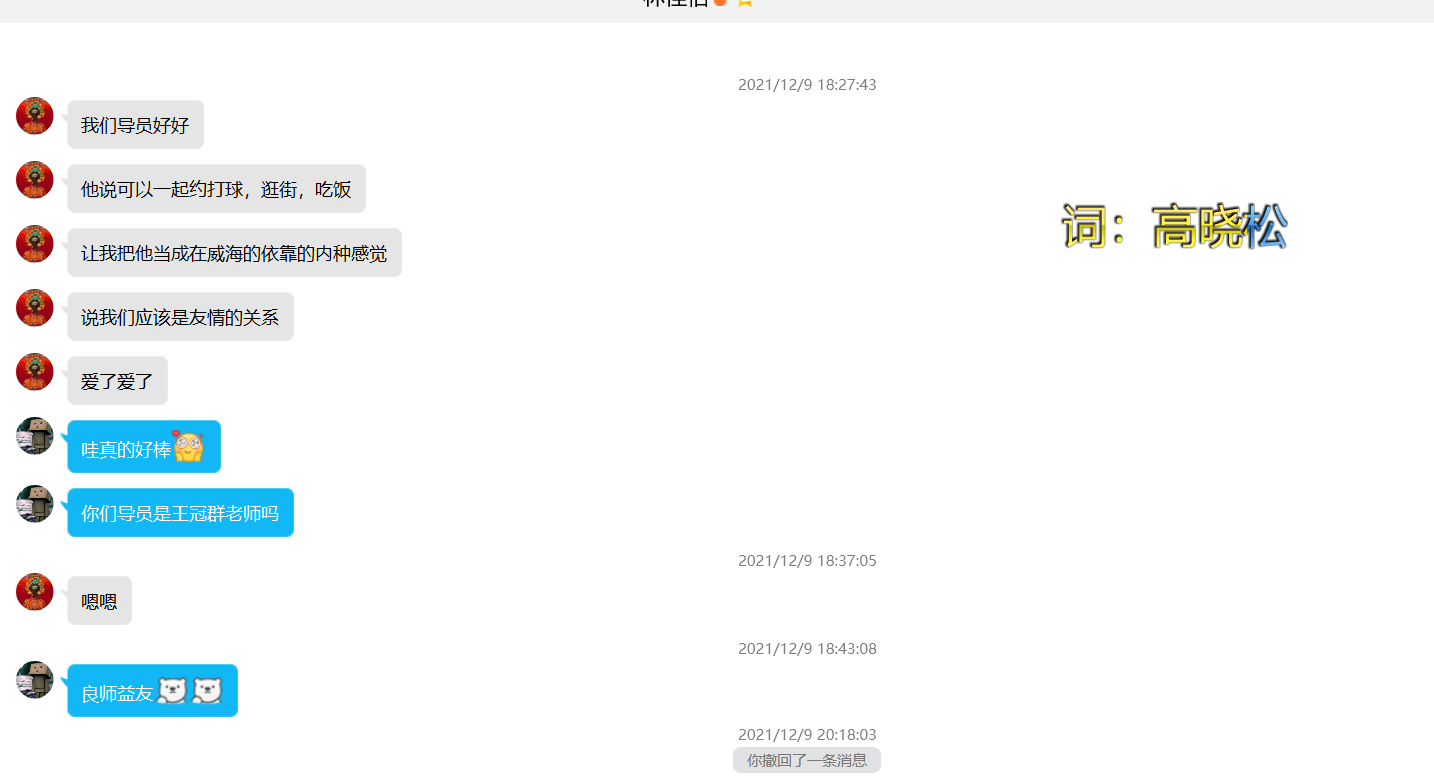 2021/12/9 18:27:43
我们导员好好
他说可以一起约打球，逛街，吃饭
词：高晓松
让我把他当成在威海的依靠的内种感觉
说我们应该是友情的关系
爱了爱了
哇真的好棒
你们导员是王冠群老师吗
2021/12/9 18:37:05
嗯嗯
2021/12/9 18:43:08
良师益友
2021/12/9 20:18:03
你撤回了一条消息